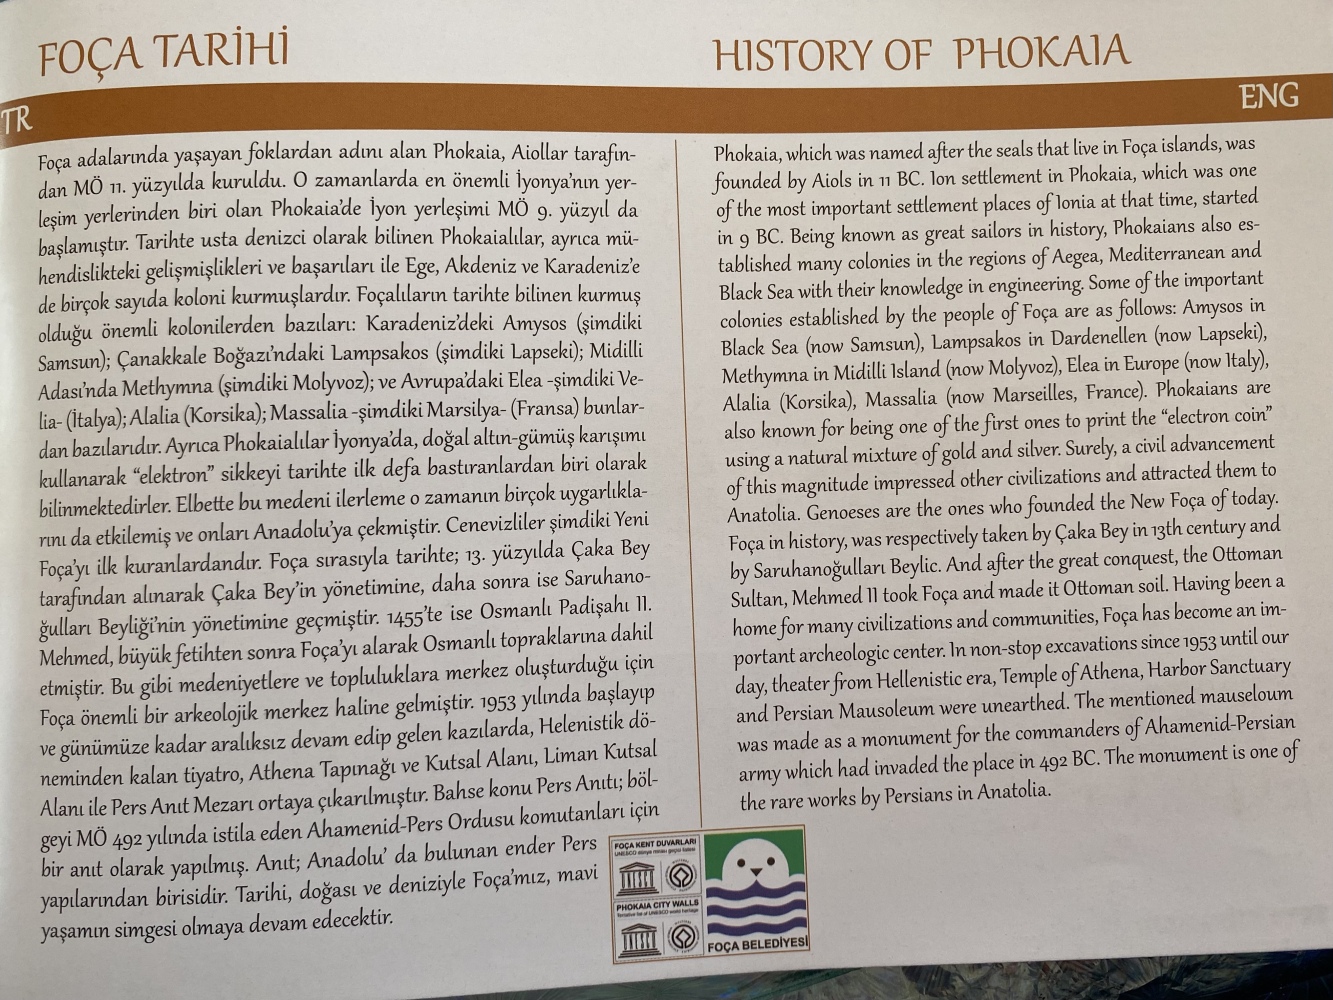 FOÇA TARİHİ
TR
Foça adalarında yaşayan foklardan adını alan Phokaia, Aiollar tarafın-
dan MÖ 11. yüzyılda kuruldu. O zamanlarda en önemli İyonya'nın yer-
leşim yerlerinden biri olan Phokaia'de İyon yerleşimi MÖ 9. yüzyıl da
başlamıştır. Tarihte usta denizci olarak bilinen Phokaialılar, ayrıca mü-
hendislikteki gelişmişlikleri ve başarıları ile Ege, Akdeniz ve Karadeniz'e
de birçok sayıda koloni kurmuşlardır. Foçalıların tarihte bilinen kurmuş
olduğu önemli kolonilerden bazıları: Karadeniz'deki Amysos (şimdiki
Samsun); Çanakkale Boğazı'ndaki Lampsakos (şimdiki Lapseki); Midilli
Adası'nda Methymna (şimdiki Molyvoz); ve Avrupa'daki Elea -şimdiki Ve-
lia- (İtalya); Alalia (Korsika); Massalia -şimdiki Marsilya- (Fransa) bunlar-
dan bazılarıdır. Ayrıca Phokaialılar İyonya'da, doğal altın-gümüş karışımı
kullanarak "elektron" sikkeyi tarihte ilk defa bastıranlardan biri olarak
bilinmektedirler. Elbette bu medeni ilerleme o zamanın birçok uygarlıkla-
rını da etkilemiş ve onları Anadolu'ya çekmiştir. Cenevizliler şimdiki Yeni
Foça'yı ilk kuranlardandır. Foça sırasıyla tarihte; 13. yüzyılda Çaka Bey
tarafından alınarak Çaka Bey'in yönetimine, daha sonra ise Saruhano-
ğulları Beyliği'nin yönetimine geçmiştir. 1455'te ise Osmanlı Padişahı II.
Mehmed, büyük fetihten sonra Foça'yı alarak Osmanlı topraklarına dahil
etmiştir. Bu gibi medeniyetlere ve topluluklara merkez oluşturduğu için
Foça önemli bir arkeolojik merkez haline gelmiştir. 1953 yılında başlayıp
ve günümüze kadar aralıksız devam edip gelen kazılarda, Helenistik dö-
neminden kalan tiyatro, Athena Tapınağı ve Kutsal Alanı, Liman Kutsal
Alanı ile Pers Anıt Mezarı ortaya çıkarılmıştır. Bahse konu Pers Anıtı; böl-
geyi MÖ 492 yılında istila eden Ahamenid-Pers Ordusu komutanları için
bir anıt olarak yapılmış. Anıt; Anadolu' da bulunan ender Pers
yapılarından birisidir. Tarihi, doğası ve deniziyle Foça'mız, mavi
yaşamın simgesi olmaya devam edecektir.
HISTORY OF PHOKAIA
ENG
Phokaia, which was named after the seals that live in Foça islands, was
founded by Aiols in 11 BC. Ion settlement in Phokaia, which was one
of the most important settlement places of Ionia at that time, started
in 9 BC. Being known as great sailors in history, Phokaians also es-
tablished many colonies in the regions of Aegea, Mediterranean and
Black Sea with their knowledge in engineering. Some of the important
colonies established by the people of Foça are as follows: Amysos in
Black Sea (now Samsun), Lampsakos in Dardenellen (now Lapseki),
Methymna in Midilli Island (now Molyvoz), Elea in Europe (now Italy),
Alalia (Korsika), Massalia (now Marseilles, France). Phokaians are
also known for being one of the first ones to print the "electron coin"
using a natural mixture of gold and silver. Surely, a civil advancement
of this magnitude impressed other civilizations and attracted them to
Anatolia. Genoeses are the ones who founded the New Foça of today.
Foça in history, was respectively taken by Çaka Bey in 13th century and
by Saruhanoğulları Beylic. And after the great conquest, the Ottoman
Sultan, Mehmed II took Foça and made it Ottoman soil. Having been a
home for many civilizations and communities, Foça has become an im-
portant archeologic center. In non-stop excavations since 1953 until our
day, theater from Hellenistic era, Temple of Athena, Harbor Sanctuary
and Persian Mausoleum were unearthed. The mentioned mauseloum
was made as a monument for the commanders of Ahamenid-Persian
army which had invaded the place in 492 BC. The monument is one of
the rare works by Persians in Anatolia.
FOÇA KENT DUVARLARI
PHOKAIA CITY WALLS
Tentative list of UNESCO world heritage
FOÇA BELEDİYESİ